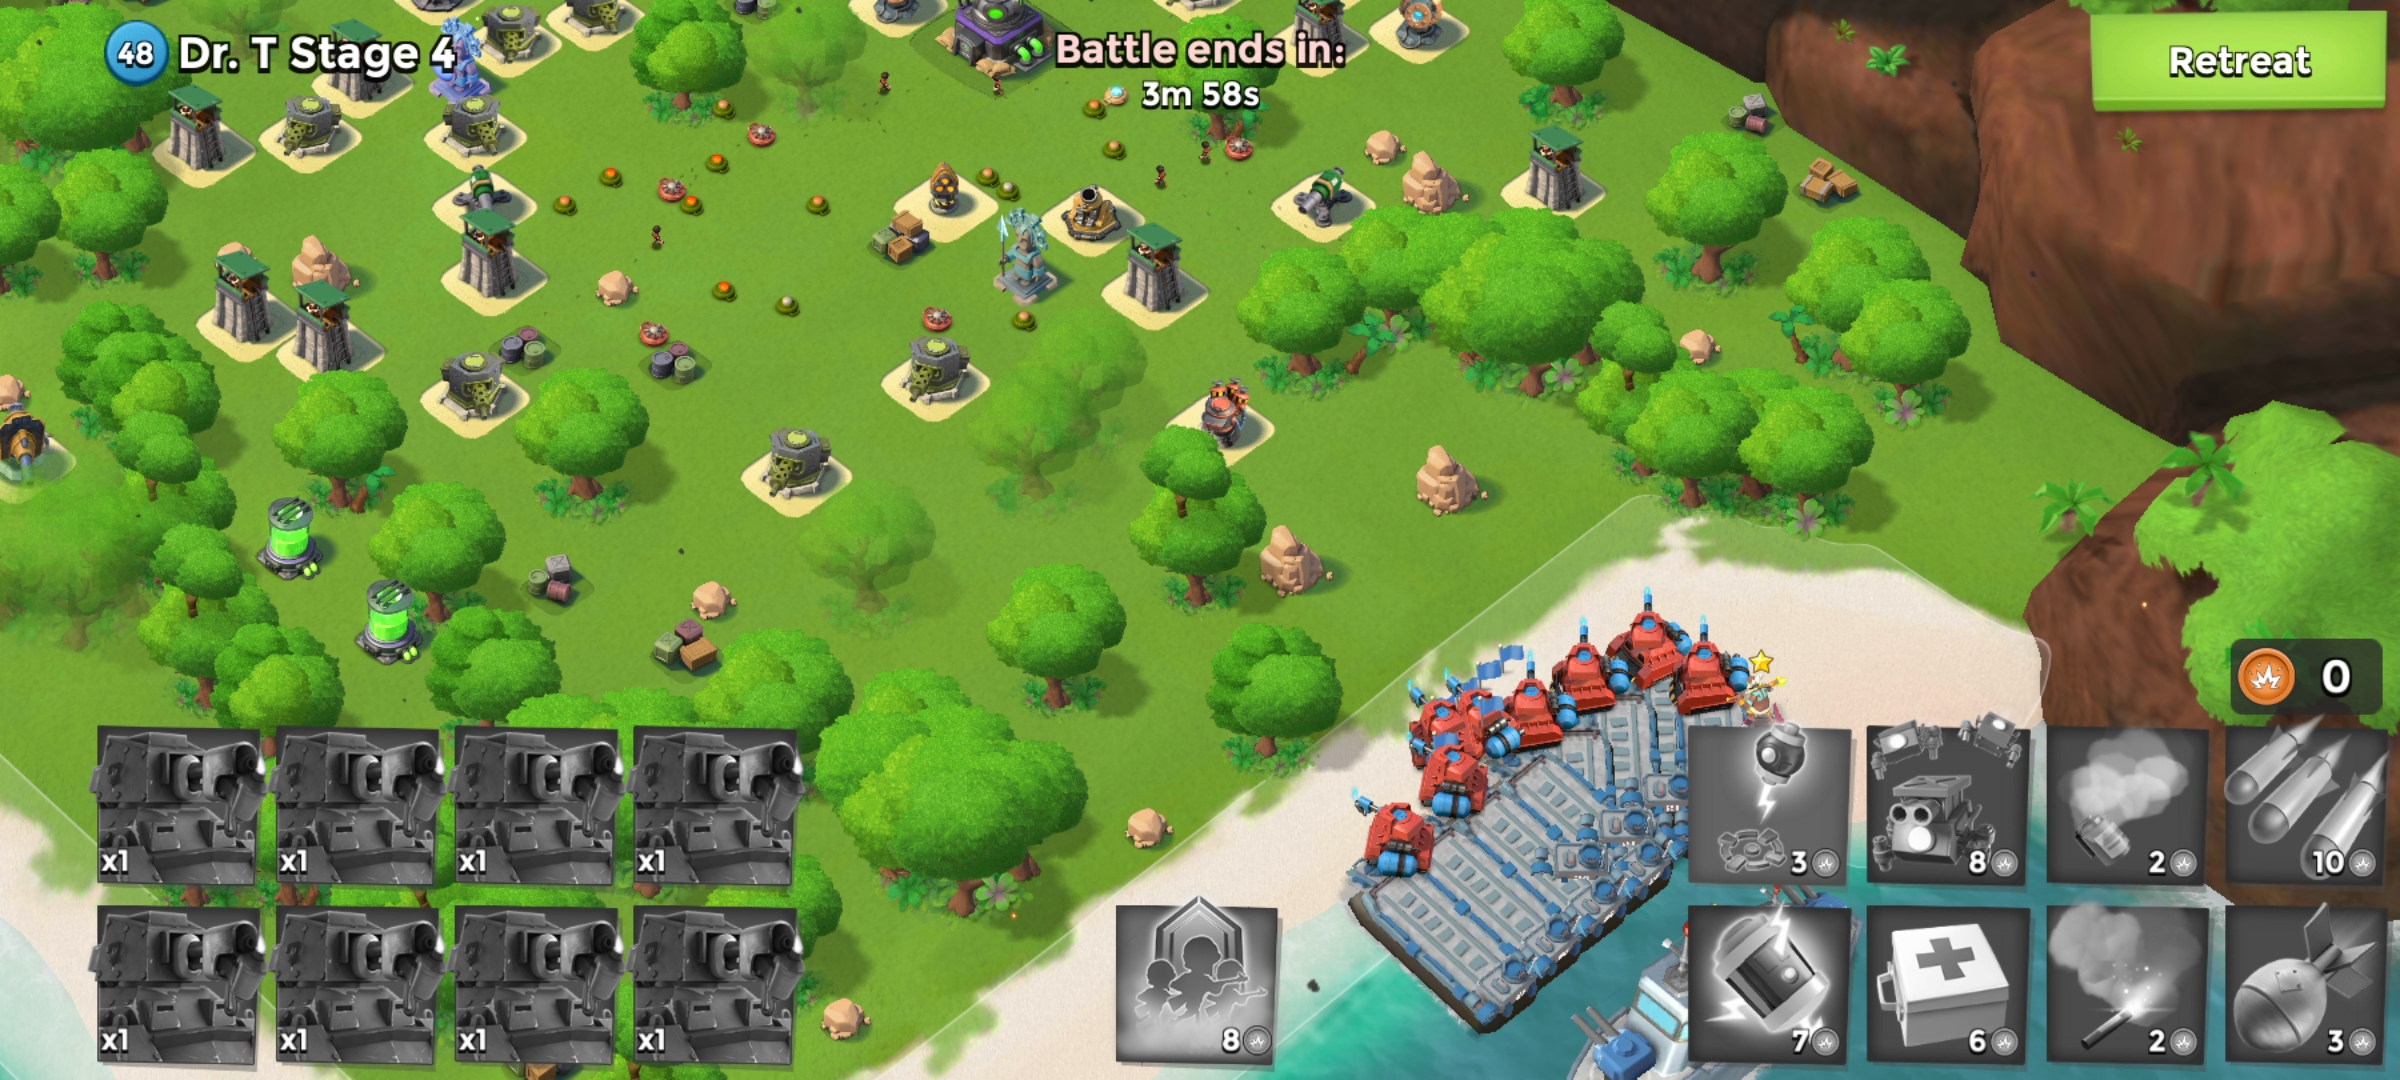 48 Dr. T Stage 4
Battle ends in:
3m 58s
Retreat
0
x1 x1 x1 x1
3 8 2 10
x1 x1 x1 x1
8 7 6 2 3